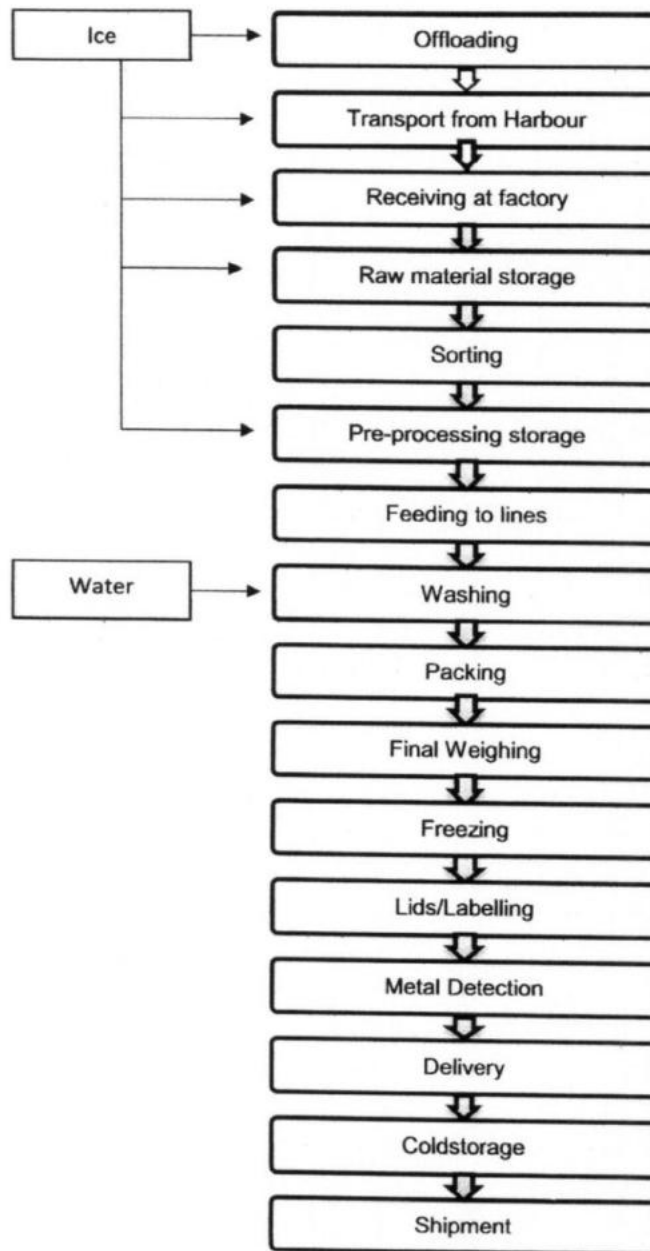 Ice
Offloading
Transport from Harbour
Receiving at factory
Raw material storage
Sorting
Pre-processing storage
Feeding to lines
Water
Washing
Packing
Final Weighing
Freezing
Lids/Labelling
Metal Detection
Delivery
Coldstorage
Shipment